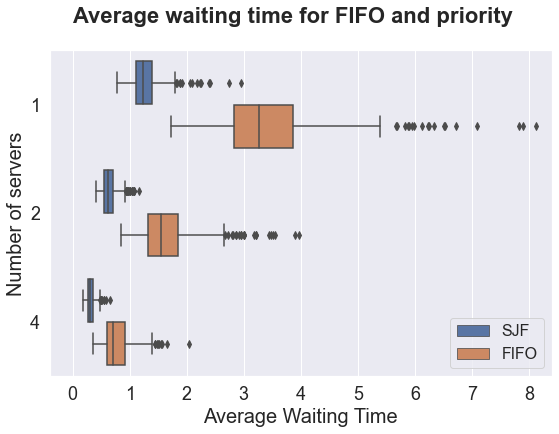 Average waiting time for FIFO and priority
Number of servers
1
2
4
SJF
FIFO
0 1 2 3 4 5 6 7 8
Average Waiting Time